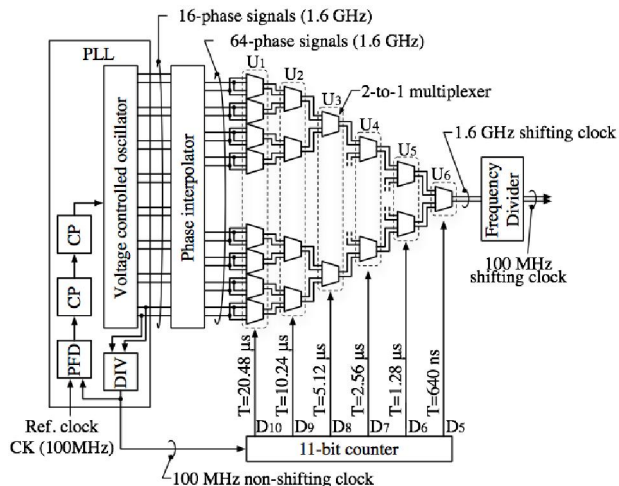 16-phase signals (1.6 GHz)
64-phase signals (1.6 GHz)
PLL
U1
U2
U3
2-to-1 multiplexer
U4
U5
U6
1.6 GHz shifting clock
Voltage controlled oscillator
Phase interpolator
Frequency
Divider
CP
CP
PFD
DIV
100 MHz
shifting clock
T=20.48 μs
T=10.24 μs
T=5.12 μs
T=2.56 μs
T=1.28 μs
T=640 ns
Ref. clock
CK (100MHz)
D10
D9
D8
D7
D6
D5
11-bit counter
100 MHz non-shifting clock